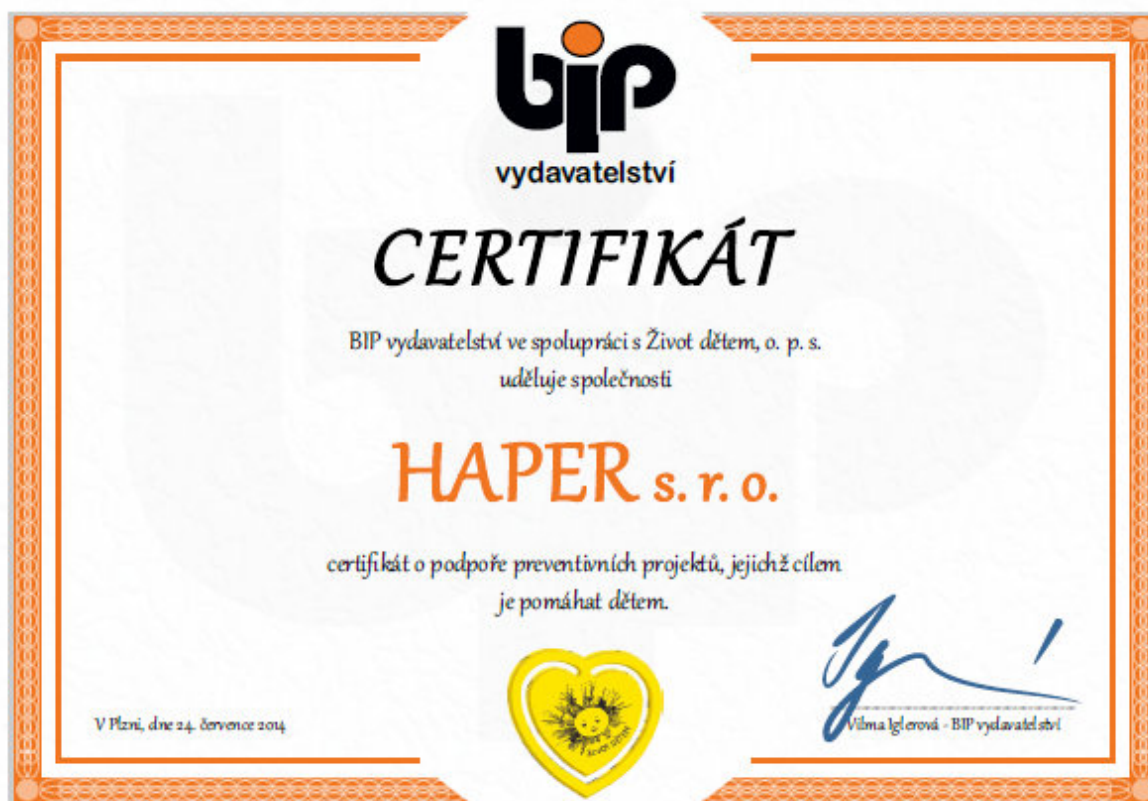 bip
vydavatelství
CERTIFIKÁT
BIP vydavatelství ve spolupráci s Život dětem, o. p. s.
uděluje společnosti
HAPER s. r. o.
certifikát o podpoře preventivních projektů, jejichž cílem
je pomáhat dětem.
V Plzni, dne 24. července 2014
Vilma Iglerová - BIP vydavatelství